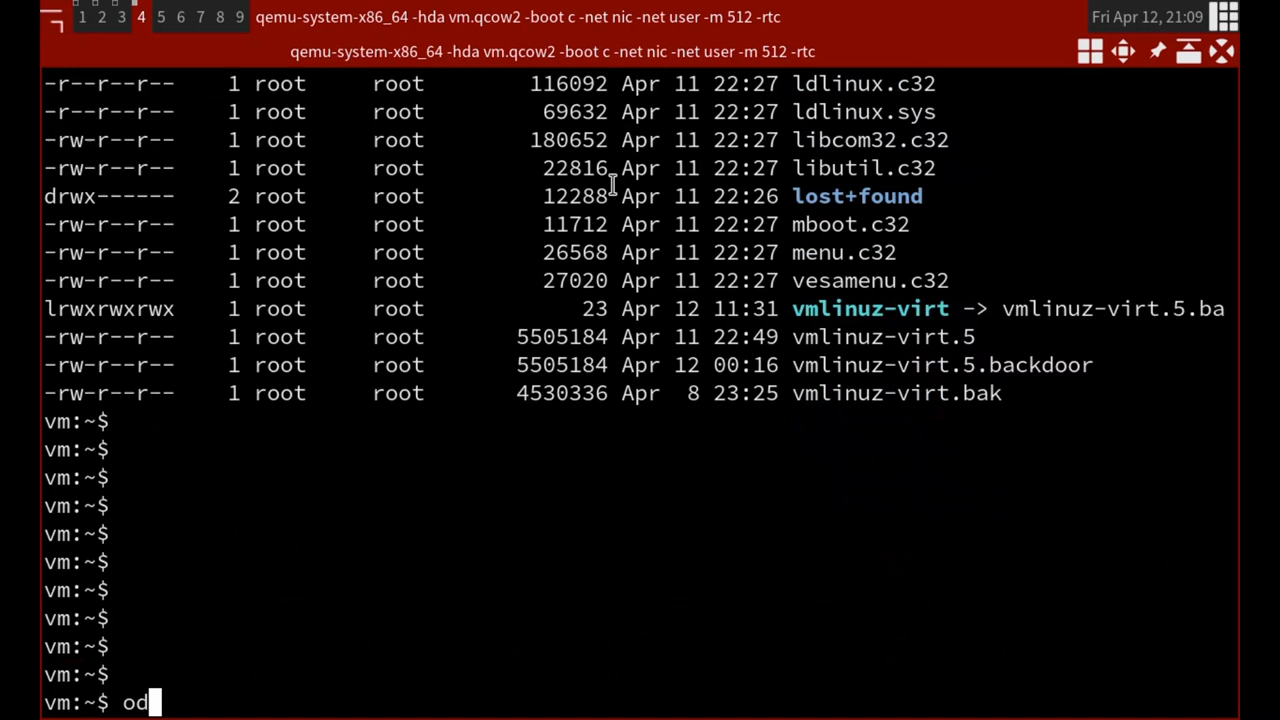 1 2 3 4 5 6 7 8 9 qemu-system-x86_64 -hda vm.qcow2 -boot c -net nic -net user -m 512 -rtc Fri Apr 12, 21:09
qemu-system-x86_64 -hda vm.qcow2 -boot c -net nic -net user -m 512 -rtc
-r--r--r-- 1 root root 116092 Apr 11 22:27 ldlinux.c32
-r--r--r-- 1 root root 69632 Apr 11 22:27 ldlinux.sys
-rw-r--r-- 1 root root 180652 Apr 11 22:27 libcom32.c32
-rw-r--r-- 1 root root 22816 Apr 11 22:27 libutil.c32
drwx------ 2 root root 12288 Apr 11 22:26 lost+found
-rw-r--r-- 1 root root 11712 Apr 11 22:27 mboot.c32
-rw-r--r-- 1 root root 26568 Apr 11 22:27 menu.c32
-rw-r--r-- 1 root root 27020 Apr 11 22:27 vesamenu.c32
lrwxrwxrwx 1 root root 23 Apr 12 11:31 vmlinuz-virt -> vmlinuz-virt.5.ba
-rw-r--r-- 1 root root 5505184 Apr 11 22:49 vmlinuz-virt.5
-rw-r--r-- 1 root root 5505184 Apr 12 00:16 vmlinuz-virt.5.backdoor
-rw-r--r-- 1 root root 4530336 Apr 8 23:25 vmlinuz-virt.bak
vm:~$
vm:~$
vm:~$
vm:~$
vm:~$
vm:~$
vm:~$
vm:~$
vm:~$
vm:~$
vm:~$ od